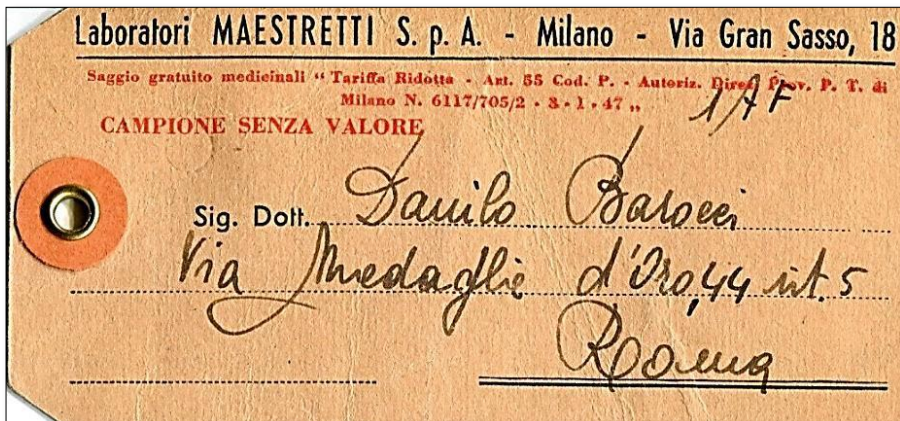 Laboratori MAESTRETTI S. p. A. - Milano - Via Gran Sasso, 18
Saggio gratuito medicinali “ Tariffa Ridotta - Art. 55 Cod. P. - Autoriz. Direz. Prov. P. T. di
Milano N. 6117/705/2 - 8-1-47 „
CAMPIONE SENZA VALORE
Sig. Dott. Danilo Barocci
Via Medaglie d'Oro, 44 int. 5
Roma